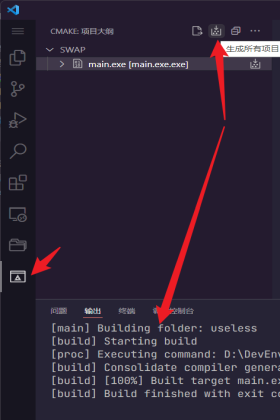 CMAKE: 项目大纲
生成所有项目
SWAP
main.exe [main.exe.exe]
问题 输出 终端 控制台
[main] Building folder: useless
[build] Starting build
[proc] Executing command: D:\DevEnv
[build] Consolidate compiler genera
[build] [100%] Built target main.ex
[build] Build finished with exit co